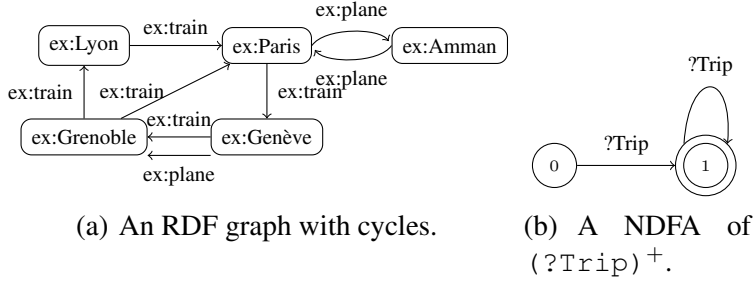 ex:plane
ex:Lyon
ex:train
ex:Paris
ex:Amman
ex:plane
ex:train
ex:train
ex:train
ex:train
ex:Grenoble
ex:Genève
ex:plane
?Trip
0
?Trip
1
(a) An RDF graph with cycles.
(b) A NDFA of
(?Trip)+.